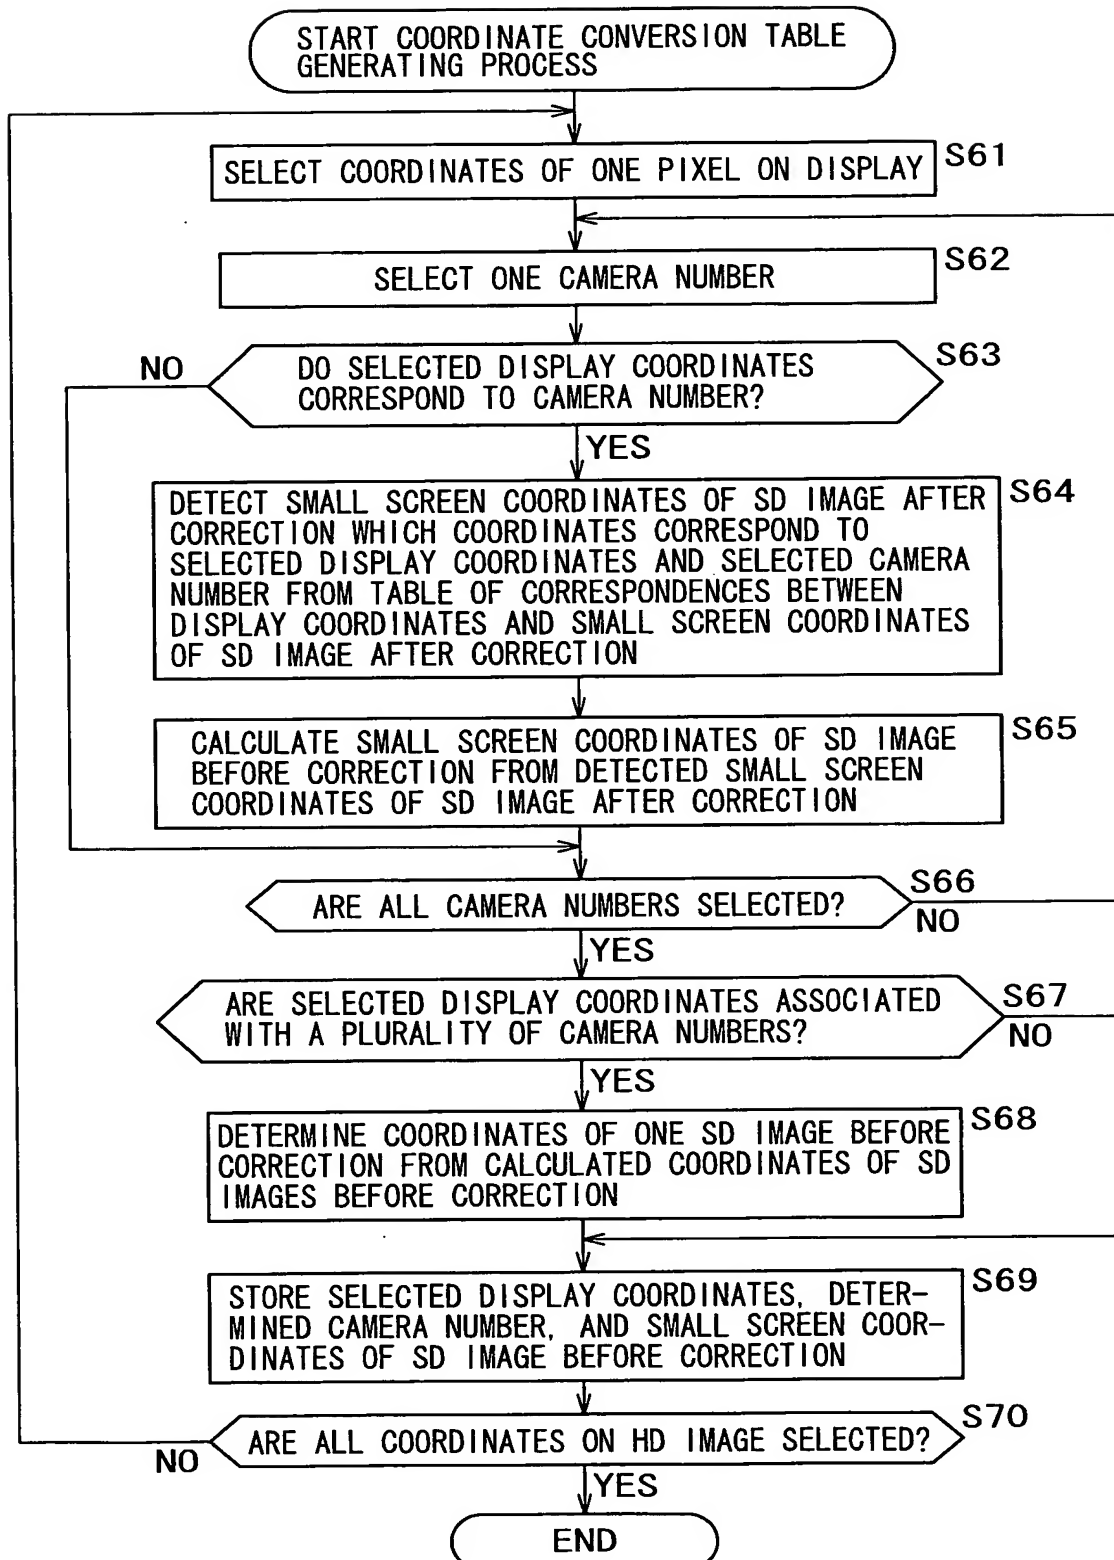 START COORDINATE CONVERSION TABLE
GENERATING PROCESS
SELECT COORDINATES OF ONE PIXEL ON DISPLAY
S61
SELECT ONE CAMERA NUMBER
S62
DO SELECTED DISPLAY COORDINATES
CORRESPOND TO CAMERA NUMBER?
S63
NO
YES
DETECT SMALL SCREEN COORDINATES OF SD IMAGE AFTER
CORRECTION WHICH COORDINATES CORRESPOND TO
SELECTED DISPLAY COORDINATES AND SELECTED CAMERA
NUMBER FROM TABLE OF CORRESPONDENCES BETWEEN
DISPLAY COORDINATES AND SMALL SCREEN COORDINATES
OF SD IMAGE AFTER CORRECTION
S64
CALCULATE SMALL SCREEN COORDINATES OF SD IMAGE
BEFORE CORRECTION FROM DETECTED SMALL SCREEN
COORDINATES OF SD IMAGE AFTER CORRECTION
S65
ARE ALL CAMERA NUMBERS SELECTED?
S66
NO
YES
ARE SELECTED DISPLAY COORDINATES ASSOCIATED
WITH A PLURALITY OF CAMERA NUMBERS?
S67
NO
YES
DETERMINE COORDINATES OF ONE SD IMAGE BEFORE
CORRECTION FROM CALCULATED COORDINATES OF SD
IMAGES BEFORE CORRECTION
S68
STORE SELECTED DISPLAY COORDINATES, DETER-
MINED CAMERA NUMBER, AND SMALL SCREEN COOR-
DINATES OF SD IMAGE BEFORE CORRECTION
S69
ARE ALL COORDINATES ON HD IMAGE SELECTED?
S70
NO
YES
END